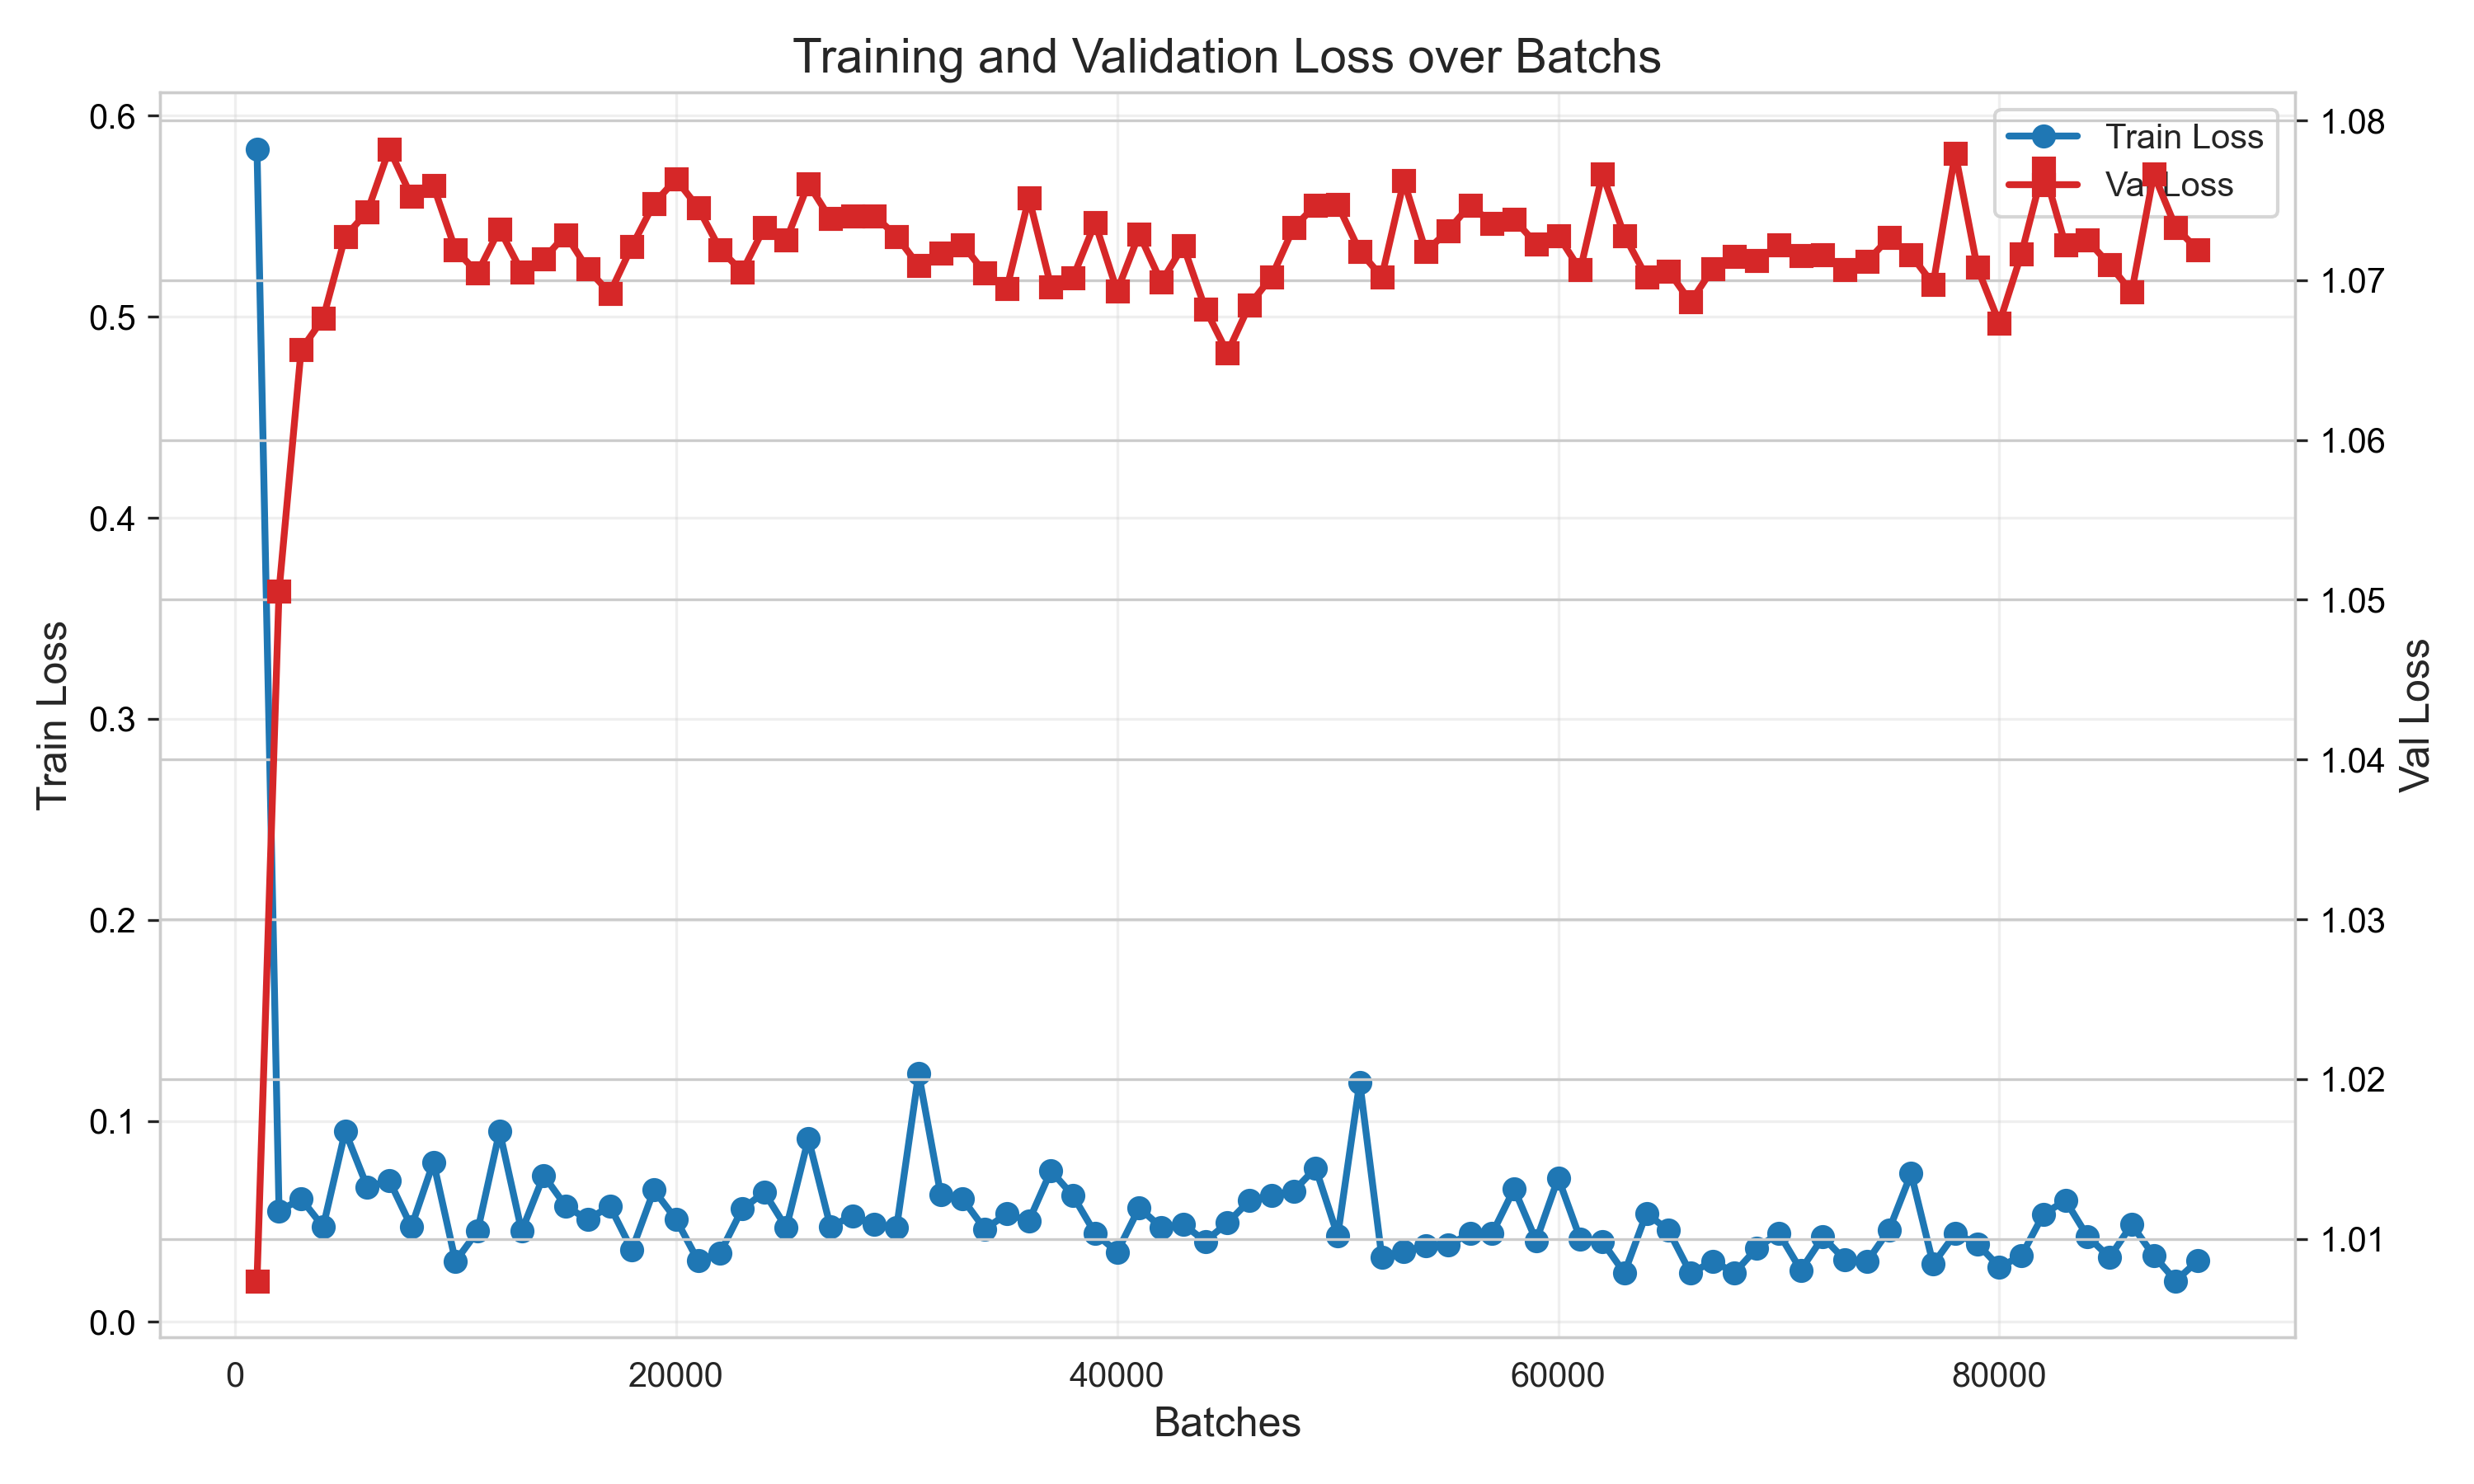 Training and Validation Loss over Batchs
Train Loss
Val Loss
0.6
0.5
0.4
0.3
0.2
0.1
0.0
Train Loss
1.08
1.07
1.06
1.05
1.04
1.03
1.02
1.01
Val Loss
0 20000 40000 60000 80000
Batches